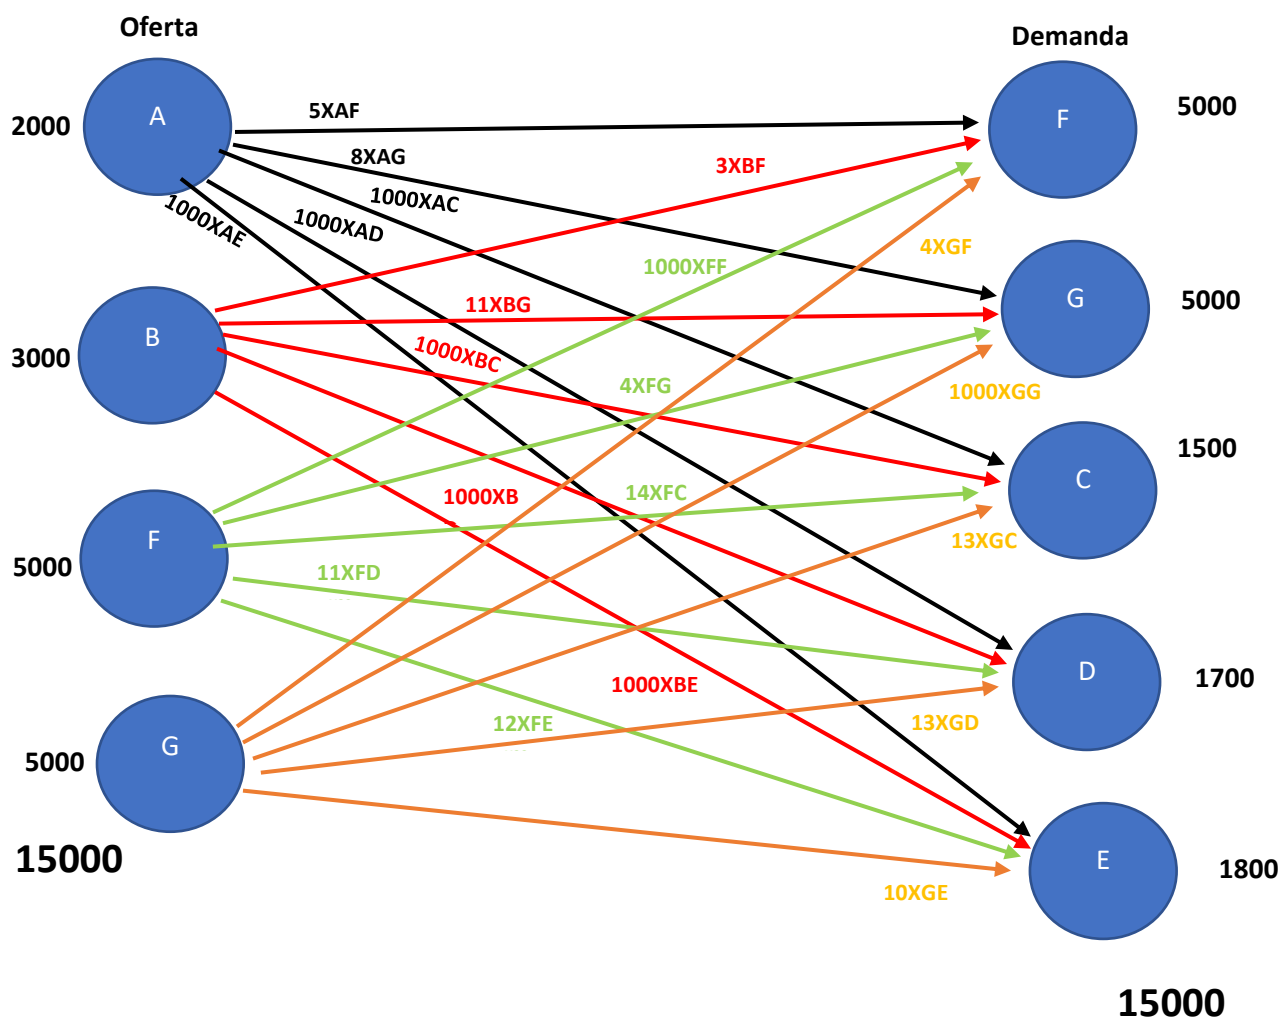 Oferta
Demanda
A
2000
5XAF
8XAG
1000XAC
1000XAD
1000XAE
3XBF
F
5000
4XGF
1000XFF
B
3000
11XBG
1000XBC
G
5000
4XFG
1000XGG
1000XB
14XFC
C
1500
13XGC
F
5000
11XFD
D
1700
1000XBE
12XFE
13XGD
G
5000
15000
E
1800
10XGE
15000